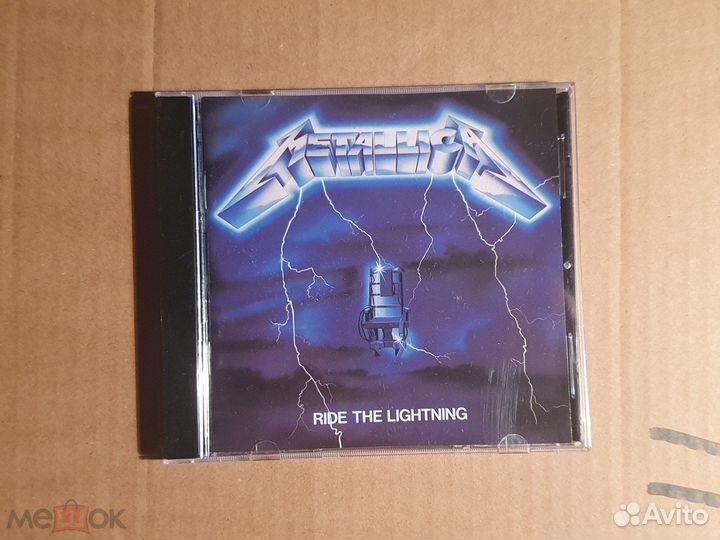 METALLICA
RIDE THE LIGHTNING
мешок
Avito